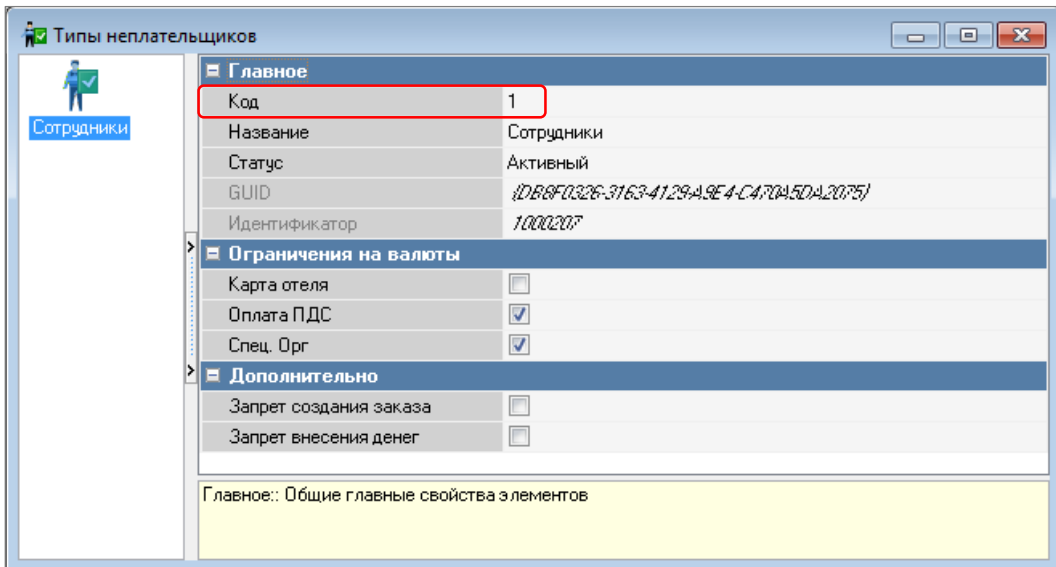 Типы неплательщиков
Сотрудники
Главное
Код 1
Название Сотрудники
Статус Активный
GUID {DB8F0326-3163-4129-A9E4-C470A5DA2075}
Идентификатор 1000207
Ограничения на валюты
Карта отеля
Оплата ПДС
Спец. Орг
Дополнительно
Запрет создания заказа
Запрет внесения денег
Главное:: Общие главные свойства элементов